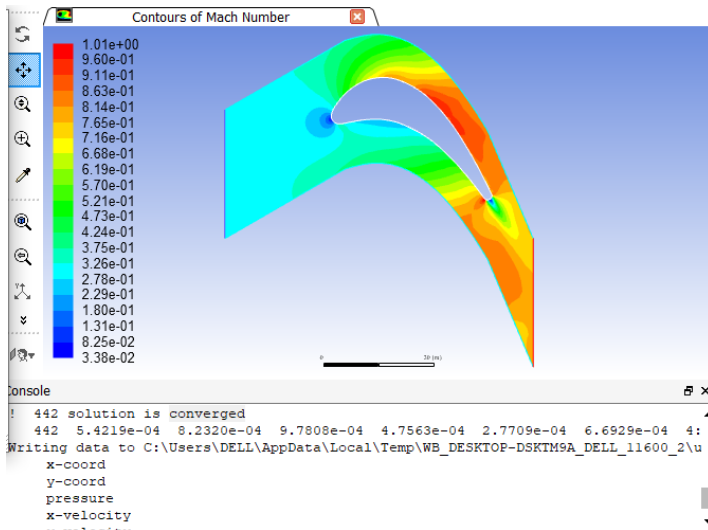 Contours of Mach Number
1.01e+00
9.60e-01
9.11e-01
8.63e-01
8.14e-01
7.65e-01
7.16e-01
6.68e-01
6.19e-01
5.70e-01
5.21e-01
4.73e-01
4.24e-01
3.75e-01
3.26e-01
2.78e-01
2.29e-01
1.80e-01
1.31e-01
8.25e-02
3.38e-02
0
(m)
Console
! 442 solution is converged
442 5.4219e-04 8.2320e-04 9.7808e-04 4.7563e-04 2.7709e-04 6.6929e-04 4:
Writing data to C:\Users\DELL\AppData\Local\Temp\WB_DESKTOP-DSKTM9A_DELL_11600_2\u
x-coord
y-coord
pressure
x-velocity